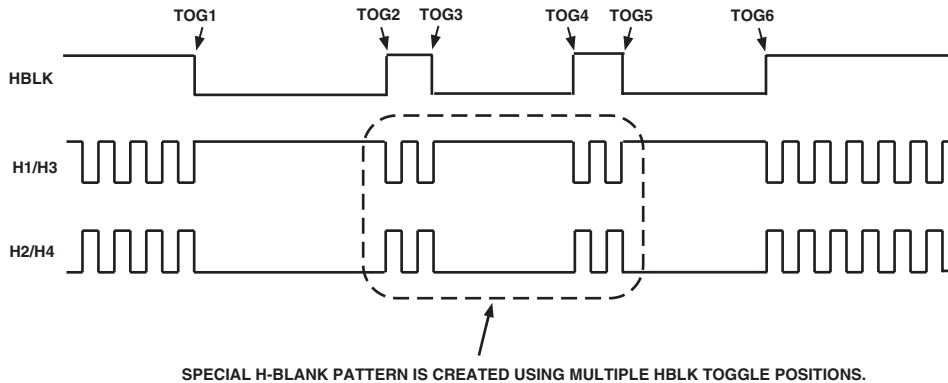 TOG1 TOG2 TOG3 TOG4 TOG5 TOG6
HBLK
H1/H3
H2/H4
SPECIAL H-BLANK PATTERN IS CREATED USING MULTIPLE HBLK TOGGLE POSITIONS.